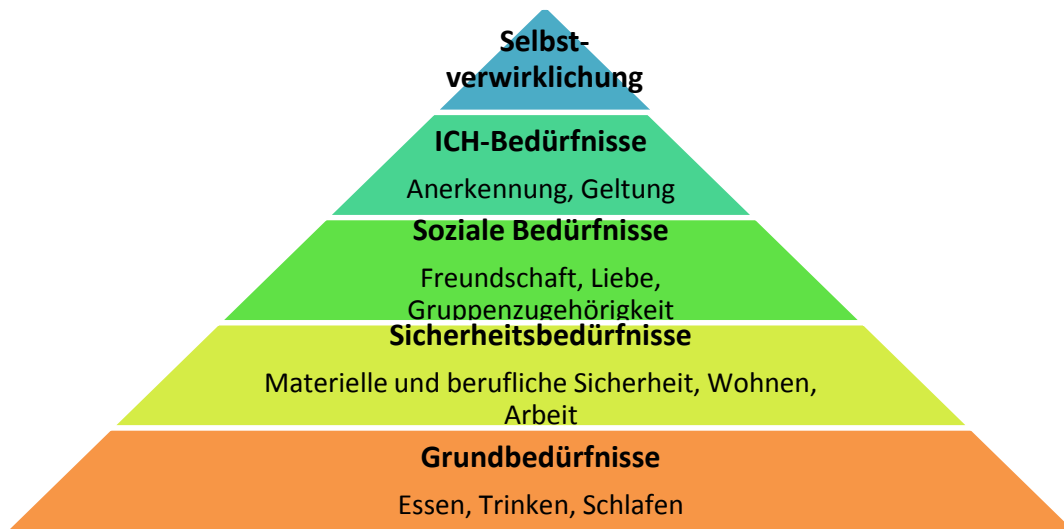 Selbst-
verwirklichung
ICH-Bedürfnisse
Anerkennung, Geltung
Soziale Bedürfnisse
Freundschaft, Liebe,
Gruppenzugehörigkeit
Sicherheitsbedürfnisse
Materielle und berufliche Sicherheit, Wohnen,
Arbeit
Grundbedürfnisse
Essen, Trinken, Schlafen